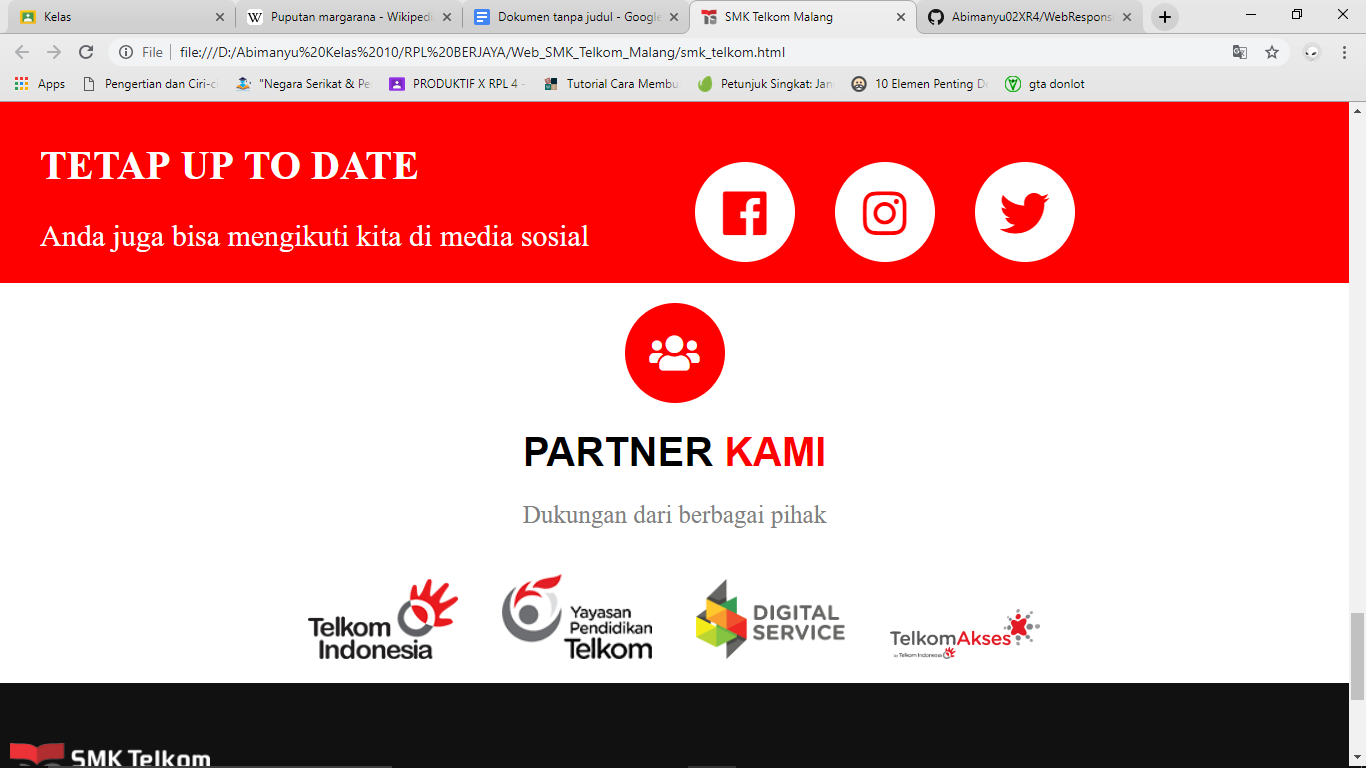 Kelas
Puputan margarana - Wikiped
Dokumen tanpa judul - Google
SMK Telkom Malang
Abimanyu02XR4/WebRespons
File
file:///D:/Abimanyu%20Kelas%2010/RPL%20BERJAYA/Web_SMK_Telkom_Malang/smk_telkom.html
Apps
Pengertian dan Ciri-c
"Negara Serikat & Pe
PRODUKTIF X RPL 4 -
Tutorial Cara Membu
Petunjuk Singkat: Jan
10 Elemen Penting D
gta donlot
TETAP UP TO DATE
Anda juga bisa mengikuti kita di media sosial
PARTNER KAMI
Dukungan dari berbagai pihak
Telkom
Indonesia
Yayasan
Pendidikan
Telkom
DIGITAL
SERVICE
TelkomAkses
by Telkom Indonesia
SMK Telkom